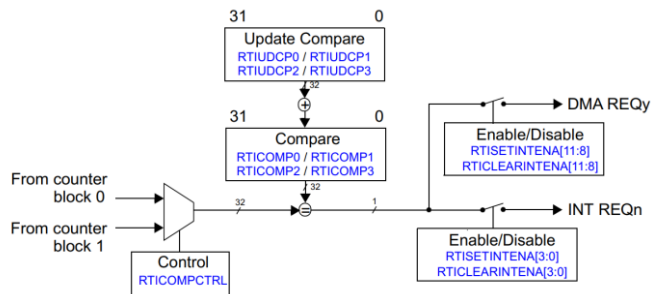 31 0
Update Compare
RTIUDCP0 / RTIUDCP1
RTIUDCP2 / RTIUDCP3
32
+
31 0
Compare
RTICOMP0 / RTICOMP1
RTICOMP2 / RTICOMP3
32
DMA REQy
Enable/Disable
RTISETINTENA[11:8]
RTICLEARINTENA[11:8]
From counter
block 0
From counter
block 1
32
=
1
INT REQn
Control
RTICOMPCTRL
Enable/Disable
RTISETINTENA[3:0]
RTICLEARINTENA[3:0]